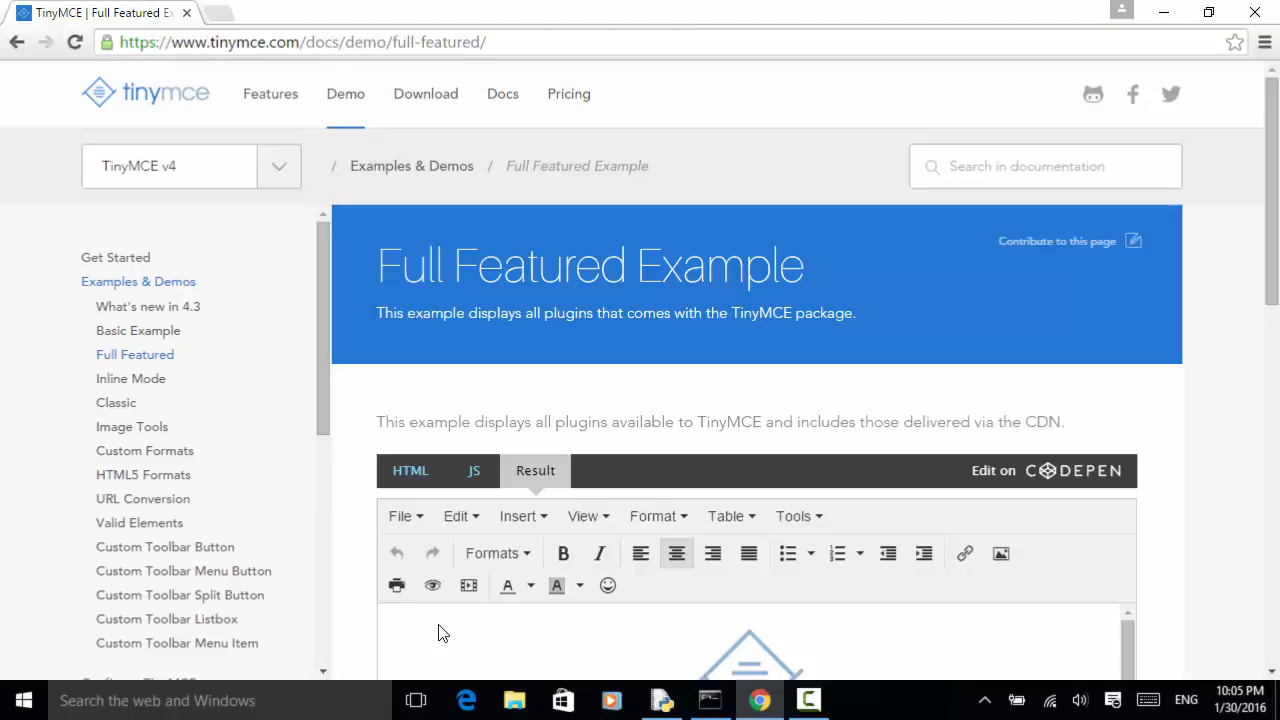 TinyMCE | Full Featured Ex
https://www.tinymce.com/docs/demo/full-featured/
tinymce
Features Demo Download Docs Pricing
TinyMCE v4 / Examples & Demos / Full Featured Example Search in documentation
Get Started
Examples & Demos
What's new in 4.3
Basic Example
Full Featured
Inline Mode
Classic
Image Tools
Custom Formats
HTML5 Formats
URL Conversion
Valid Elements
Custom Toolbar Button
Custom Toolbar Menu Button
Custom Toolbar Split Button
Custom Toolbar Listbox
Custom Toolbar Menu Item
Contribute to this page
Full Featured Example
This example displays all plugins that comes with the TinyMCE package.
This example displays all plugins available to TinyMCE and includes those delivered via the CDN.
HTML JS Result Edit on CODEPEN
File Edit Insert View Format Table Tools
Formats B I
A A
Search the web and Windows
ENG
10:05 PM
1/30/2016